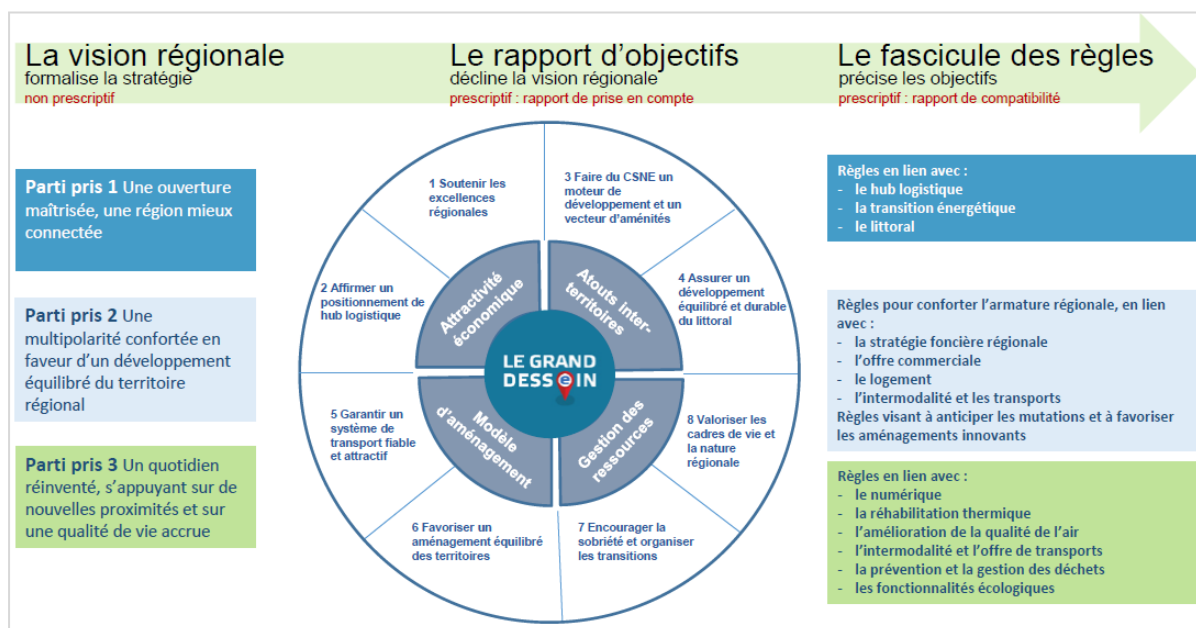 La vision régionale
formalise la stratégie
non prescriptif
Le rapport d'objectifs
décline la vision régionale
prescriptif : rapport de prise en compte
Le fascicule des règles
précise les objectifs
prescriptif : rapport de compatibilité
Parti pris 1 Une ouverture
maîtrisée, une région mieux
connectée
Parti pris 2 Une
multipolarité confortée en
faveur d'un développement
équilibré du territoire
régional
Parti pris 3 Un quotidien
réinventé, s'appuyant sur de
nouvelles proximités et sur
une qualité de vie accrue
1 Soutenir les
excellences
régionales
3 Faire du CSNE un
moteur de
développement et un
vecteur d'aménités
2 Affirmer un
positionnement de
hub logistique
4 Assurer un
développement
équilibré et durable
du littoral
Attractivité
économique
Atouts inter-
territoires
LE GRAND
DESSEIN
Modèle
d'aménagement
Gestion des
ressources
5 Garantir un
système de
transport fiable
et attractif
8 Valoriser les
cadres de vie et
la nature
régionale
6 Favoriser un
aménagement équilibré
des territoires
7 Encourager la
sobriété et organiser
les transitions
Règles en lien avec :
- le hub logistique
- la transition énergétique
- le littoral
Règles pour conforter l'armature régionale, en lien
avec :
- la stratégie foncière régionale
- l'offre commerciale
- le logement
- l'intermodalité et les transports
Règles visant à anticiper les mutations et à favoriser
les aménagements innovants
Règles en lien avec :
- le numérique
- la réhabilitation thermique
- l'amélioration de la qualité de l'air
- l'intermodalité et l'offre de transports
- la prévention et la gestion des déchets
- les fonctionnalités écologiques